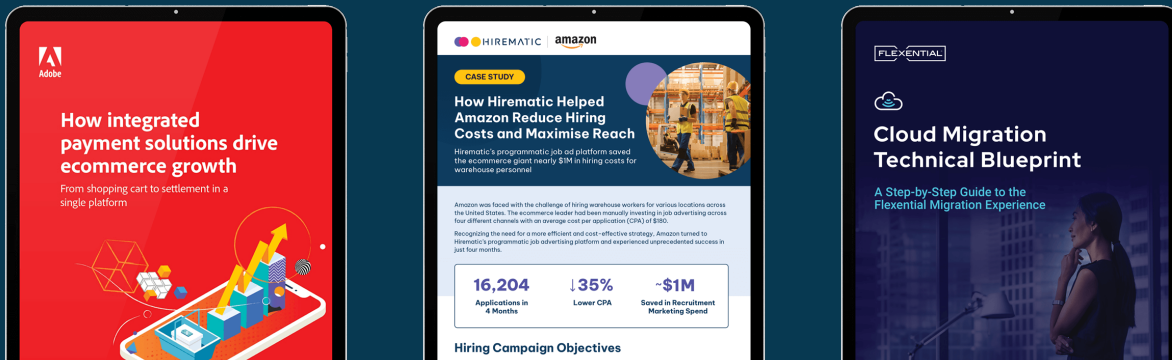 Adobe
How integrated
payment solutions drive
ecommerce growth
From shopping cart to settlement in a
single platform
HIREMATIC amazon
CASE STUDY
How Hirematic Helped
Amazon Reduce Hiring
Costs and Maximise Reach
Hirematic's programmatic job ad platform saved
the ecommerce giant nearly $1M in hiring costs for
warehouse personnel
Amazon was faced with the challenge of hiring warehouse workers for various locations across
the United States. The ecommerce leader had been manually investing in job advertising across
four different channels with an average cost per application (CPA) of $180.
Recognizing the need for a more efficient and cost-effective strategy, Amazon turned to
Hirematic's programmatic job advertising platform and experienced unprecedented success in
just four months.
16,204
Applications in
4 Months
↓35%
Lower CPA
~$1M
Saved in Recruitment
Marketing Spend
Hiring Campaign Objectives
FLEXENTIAL
Cloud Migration
Technical Blueprint
A Step-by-Step Guide to the
Flexential Migration Experience